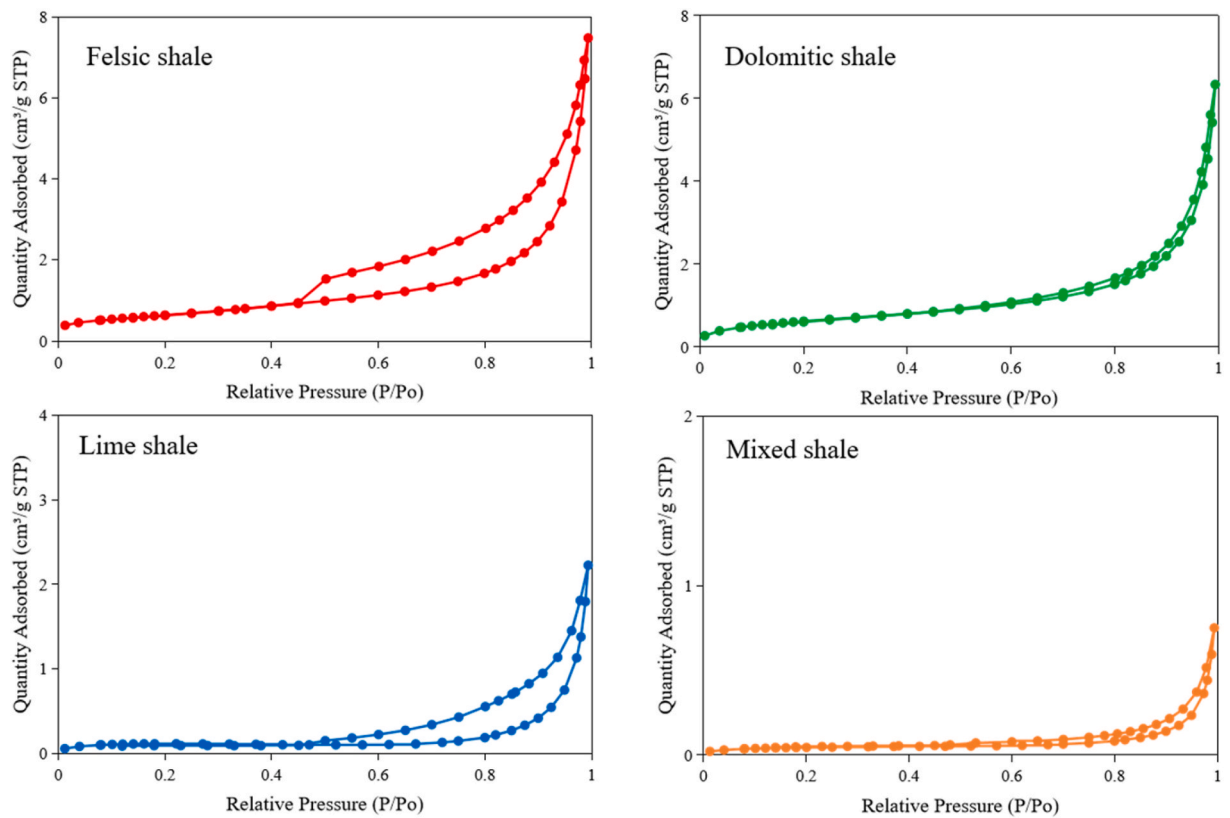 Felsic shale
Quantity Adsorbed (cm³/g STP)
8
6
4
2
0
0 0.2 0.4 0.6 0.8 1
Relative Pressure (P/Po)
Dolomitic shale
Quantity Adsorbed (cm³/g STP)
8
6
4
2
0
0 0.2 0.4 0.6 0.8 1
Relative Pressure (P/Po)
Lime shale
Quantity Adsorbed (cm³/g STP)
4
3
2
1
0
0 0.2 0.4 0.6 0.8 1
Relative Pressure (P/Po)
Mixed shale
Quantity Adsorbed (cm³/g STP)
2
1
0
0 0.2 0.4 0.6 0.8 1
Relative Pressure (P/Po)